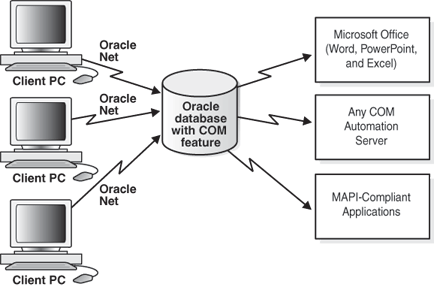 Oracle
Net
Client PC
Oracle
Net
Client PC
Oracle
Net
Client PC
Oracle
database
with COM
feature
Microsoft Office
(Word, PowerPoint,
and Excel)
Any COM
Automation
Server
MAPI-Compliant
Applications